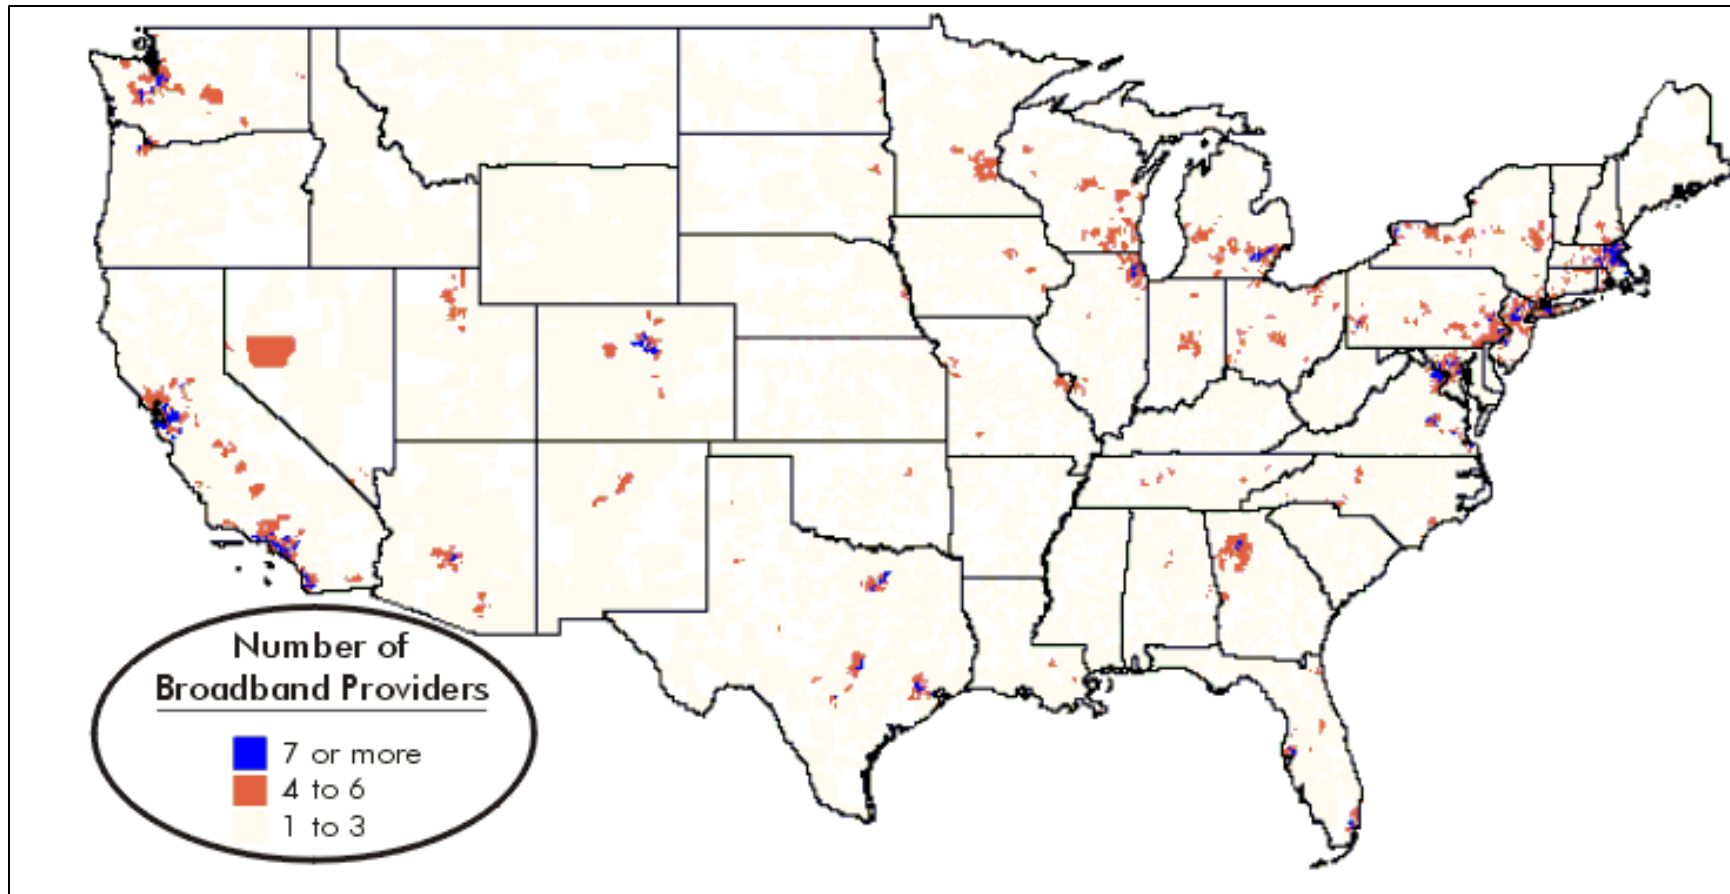 Number of
Broadband Providers
7 or more
4 to 6
1 to 3